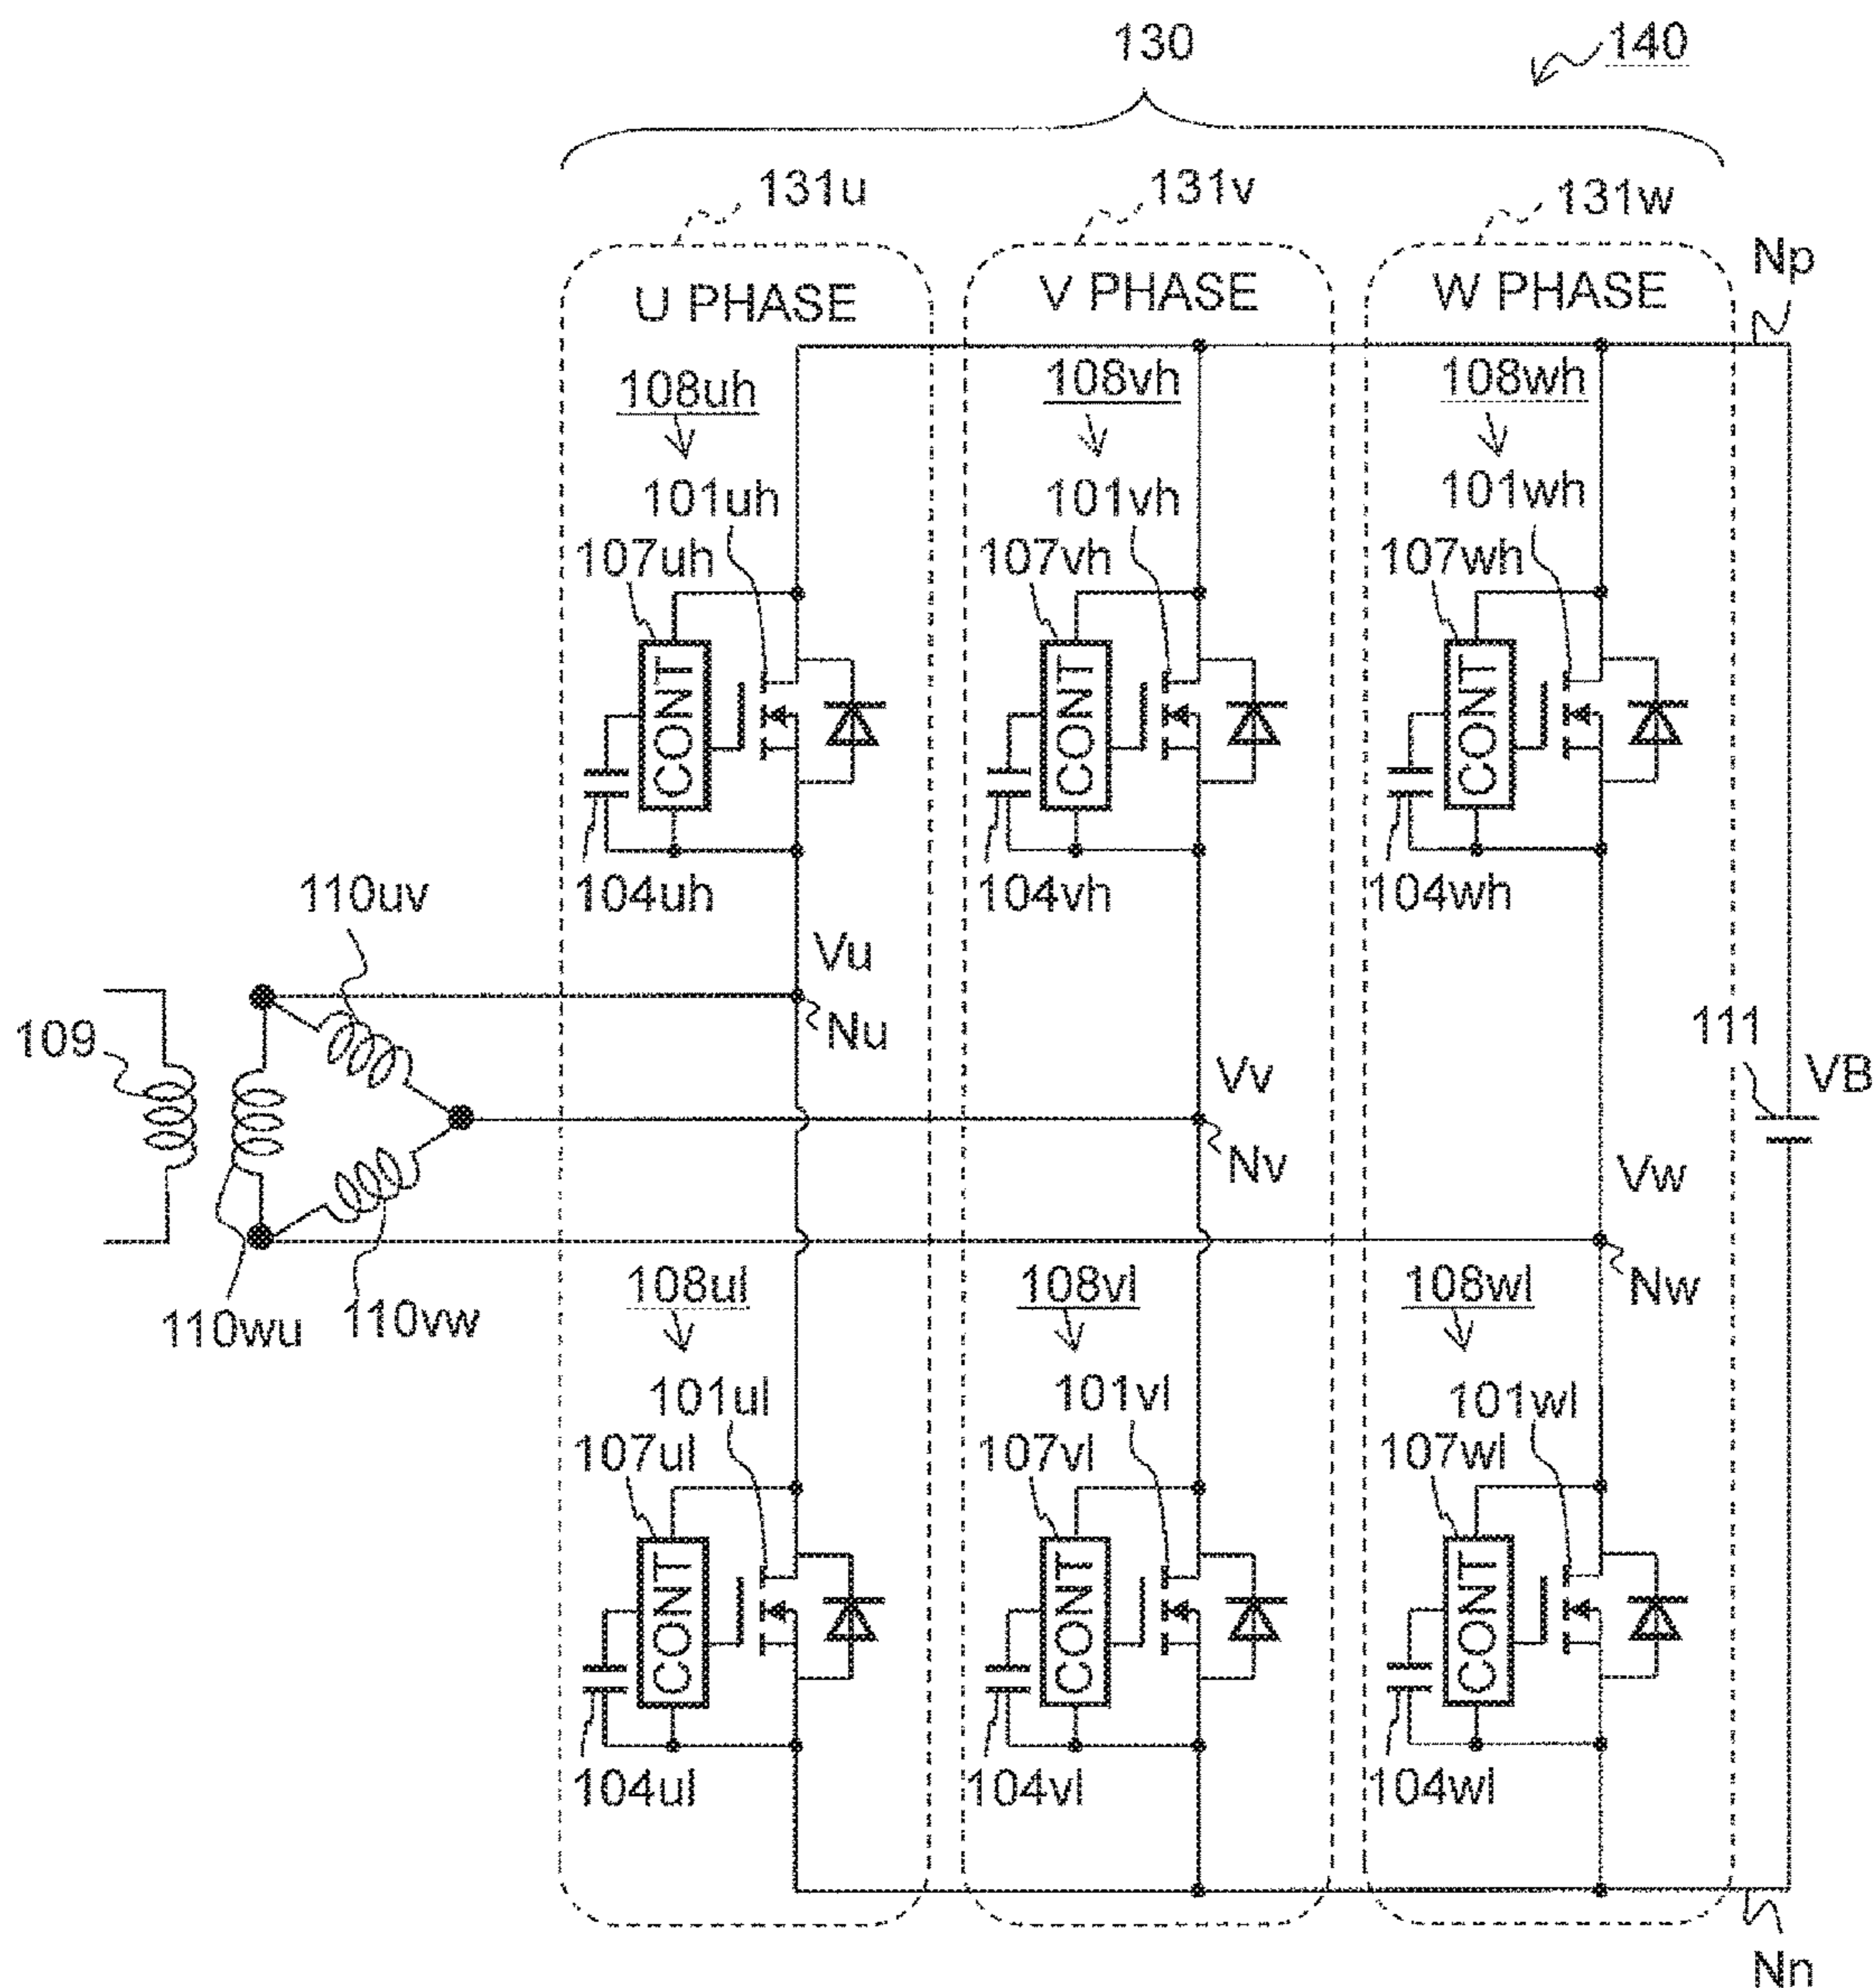 130
140
131u
131v
131w
Np
U PHASE
V PHASE
W PHASE
108uh
108vh
108wh
101uh
101vh
101wh
107uh
107vh
107wh
CONT
CONT
CONT
104uh
104vh
104wh
110uv
Vu
109
Nu
111
Vv
VB
Nv
Vw
Nw
108ul
108vl
108wl
110wu
110vw
101ul
101vl
101wl
107ul
107vl
107wl
CONT
CONT
CONT
104ul
104vl
104wl
Nn